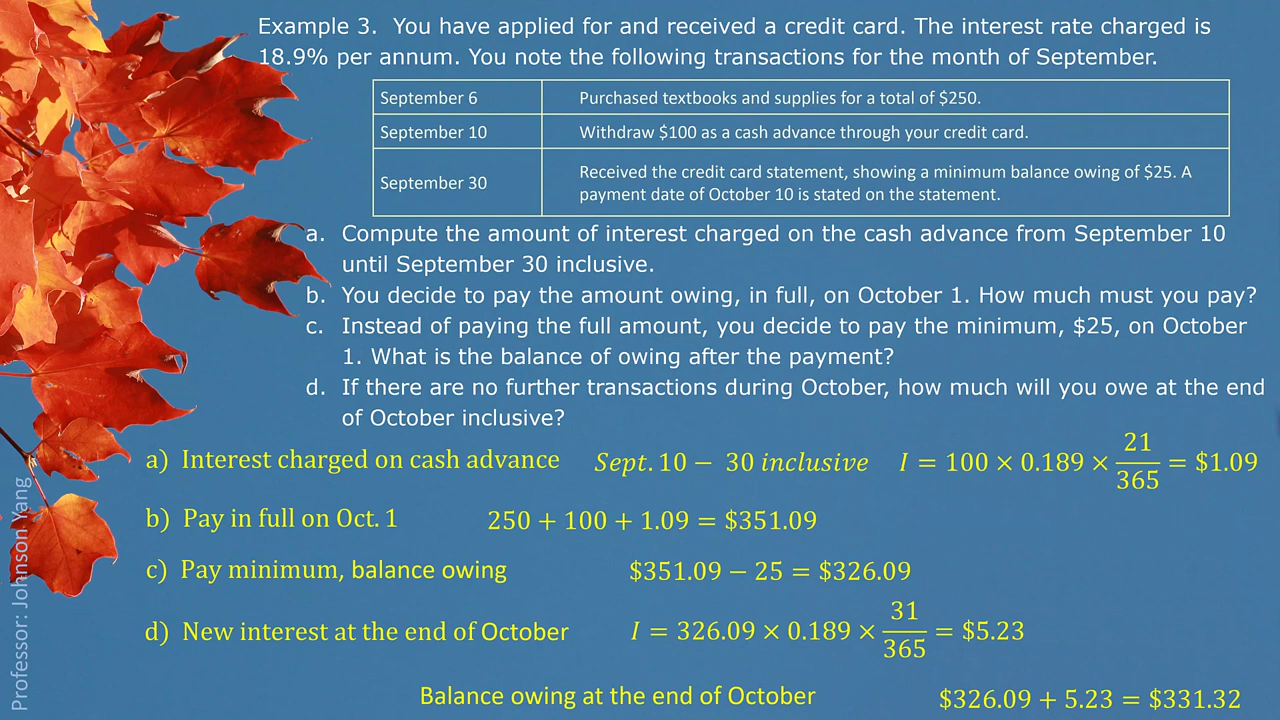 Example 3.  You have applied for and received a credit card. The interest rate charged is
18.9% per annum. You note the following transactions for the month of September.
September 6 Purchased textbooks and supplies for a total of $250.
September 10 Withdraw $100 as a cash advance through your credit card.
September 30 Received the credit card statement, showing a minimum balance owing of $25. A
payment date of October 10 is stated on the statement.
a. Compute the amount of interest charged on the cash advance from September 10
until September 30 inclusive.
b. You decide to pay the amount owing, in full, on October 1. How much must you pay?
c. Instead of paying the full amount, you decide to pay the minimum, $25, on October
1. What is the balance of owing after the payment?
d. If there are no further transactions during October, how much will you owe at the end
of October inclusive?
a) Interest charged on cash advance Sept. 10 − 30 inclusive I = 100 × 0.189 × 21/365 = $1.09
b) Pay in full on Oct. 1 250 + 100 + 1.09 = $351.09
c) Pay minimum, balance owing $351.09 − 25 = $326.09
d) New interest at the end of October I = 326.09 × 0.189 × 31/365 = $5.23
Balance owing at the end of October $326.09 + 5.23 = $331.32
Professor: Johnson Yang